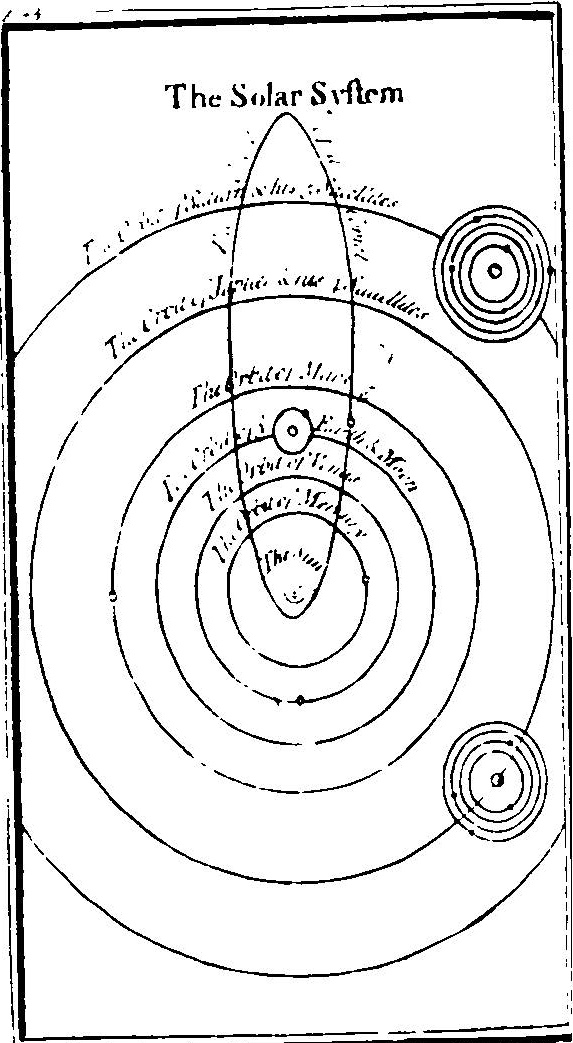 The Solar Syſtem
The Orbit of Saturn & his 5 Satellites
The Orbit of Jupiter & his 4 Satellites
The Orbit of Mars
The Orbit of Earth & Moon
The Orbit of Venus
The Orbit of Mercury
The Sun